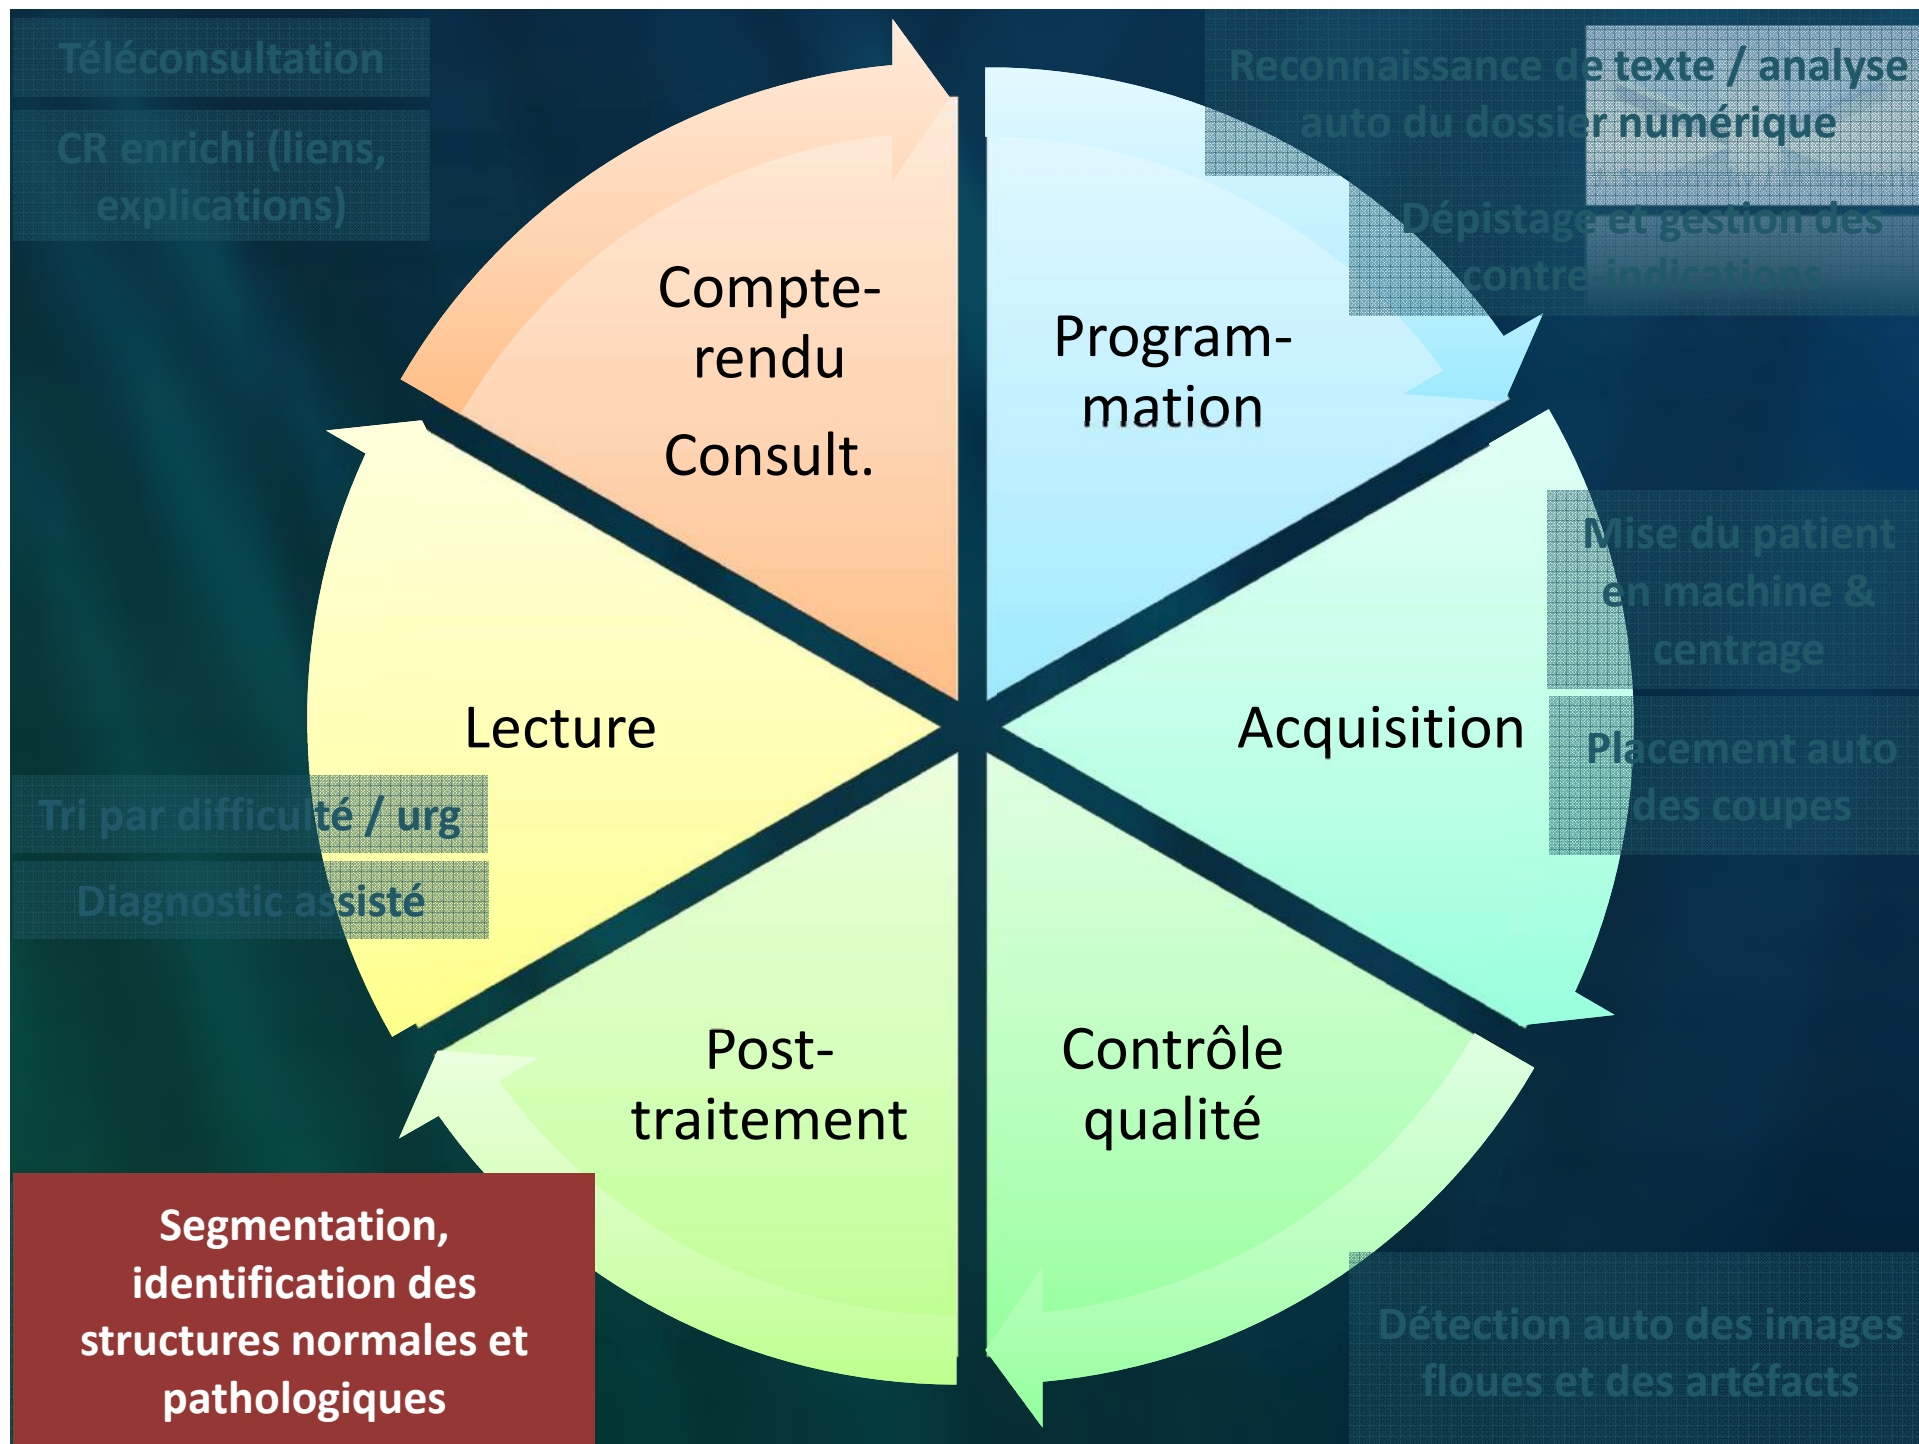 Téléconsultation
CR enrichi (liens,
explications)
Reconnaissance de texte / analyse
auto du dossier numérique
Dépistage et gestion des
contre-indications
Compte-
rendu
Consult.
Program-
mation
Mise du patient
en machine &
centrage
Placement auto
des coupes
Acquisition
Lecture
Tri par difficulté / urg
Diagnostic assisté
Post-
traitement
Contrôle
qualité
Segmentation,
identification des
structures normales et
pathologiques
Détection auto des images
floues et des artéfacts